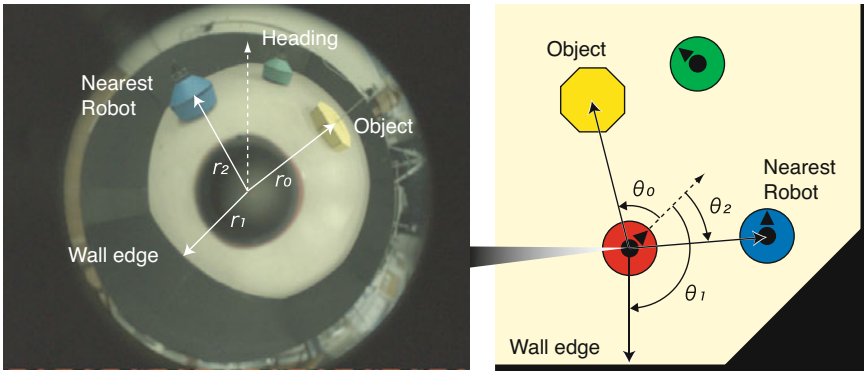 Heading
Nearest
Robot
Object
r2
r0
r1
Wall edge
Object
Nearest
Robot
θ0
θ2
θ1
Wall edge